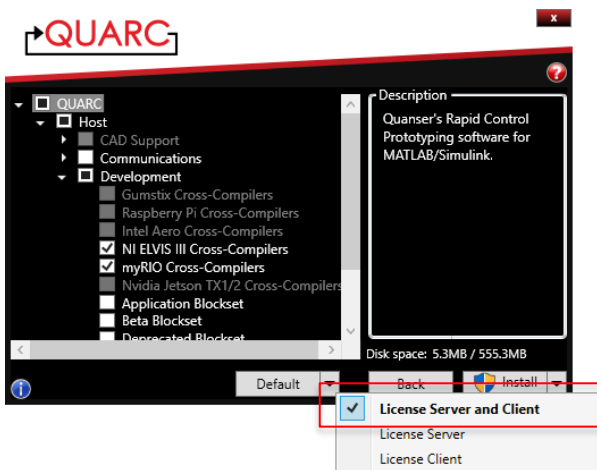 x
QUARC
?
Description
QUARC
Quanser's Rapid Control
Prototyping software for
MATLAB/Simulink.
Host
CAD Support
Communications
Development
Gumstix Cross-Compilers
Raspberry Pi Cross-Compilers
Intel Aero Cross-Compilers
NI ELVIS III Cross-Compilers
myRIO Cross-Compilers
Nvidia Jetson TX1/2 Cross-Compilers
Application Blockset
Beta Blockset
Deprecated Blockset
Disk space: 5.3MB / 555.3MB
i
Default
Back
Install
License Server and Client
License Server
License Client